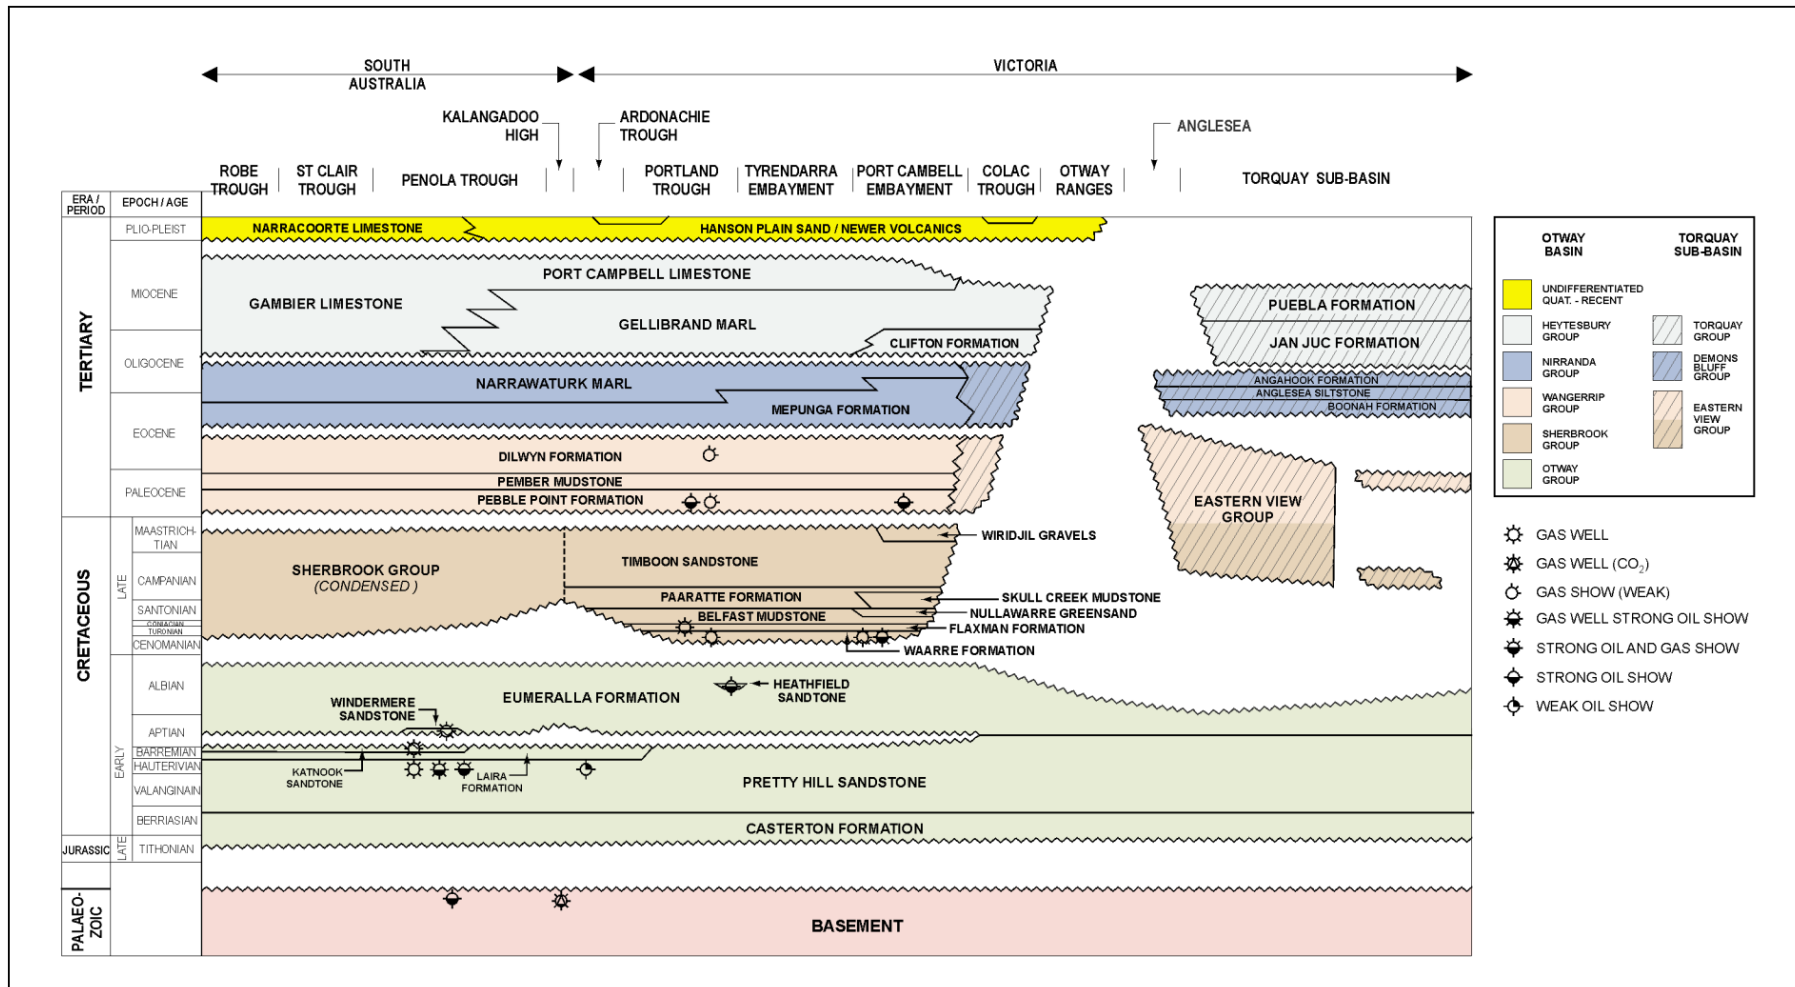 SOUTH
AUSTRALIA
VICTORIA
KALANGADOO
HIGH
ARDONACHIE
TROUGH
ANGLESEA
ROBE
TROUGH
ST CLAIR
TROUGH
PENOLA TROUGH
PORTLAND
TROUGH
TYRENDARRA
EMBAYMENT
PORT CAMBELL
EMBAYMENT
COLAC
TROUGH
OTWAY
RANGES
TORQUAY SUB-BASIN
ERA /
PERIOD
EPOCH / AGE
TERTIARY
PLIO-PLEIST
MIOCENE
OLIGOCENE
EOCENE
PALEOCENE
CRETACEOUS
LATE
MAASTRICH-
TIAN
CAMPANIAN
SANTONIAN
CONIACIAN
TURONIAN
CENOMANIAN
EARLY
ALBIAN
APTIAN
BARREMIAN
HAUTERIVIAN
VALANGINAIN
BERRIASIAN
JURASSIC
LATE
TITHONIAN
PALAEO-
ZOIC
NARRACOORTE LIMESTONE
HANSON PLAIN SAND / NEWER VOLCANICS
PORT CAMPBELL LIMESTONE
GAMBIER LIMESTONE
GELLIBRAND MARL
CLIFTON FORMATION
PUEBLA FORMATION
JAN JUC FORMATION
NARRAWATURK MARL
MEPUNGA FORMATION
ANGAHOOK FORMATION
ANGLESEA SILTSTONE
BOONAH FORMATION
DILWYN FORMATION
PEMBER MUDSTONE
PEBBLE POINT FORMATION
EASTERN VIEW
GROUP
WIRIDJIL GRAVELS
TIMBOON SANDSTONE
SHERBROOK GROUP
(CONDENSED )
PAARATTE FORMATION
SKULL CREEK MUDSTONE
BELFAST MUDSTONE
NULLAWARRE GREENSAND
FLAXMAN FORMATION
WAARRE FORMATION
EUMERALLA FORMATION
HEATHFIELD
SANDTONE
WINDERMERE
SANDSTONE
KATNOOK
SANDTONE
LAIRA
FORMATION
PRETTY HILL SANDSTONE
CASTERTON FORMATION
BASEMENT
OTWAY
BASIN
TORQUAY
SUB-BASIN
UNDIFFERENTIATED
QUAT. - RECENT
HEYTESBURY
GROUP
TORQUAY
GROUP
NIRRANDA
GROUP
DEMONS
BLUFF
GROUP
WANGERRIP
GROUP
EASTERN
VIEW
GROUP
SHERBROOK
GROUP
OTWAY
GROUP
GAS WELL
GAS WELL (CO₂)
GAS SHOW (WEAK)
GAS WELL STRONG OIL SHOW
STRONG OIL AND GAS SHOW
STRONG OIL SHOW
WEAK OIL SHOW